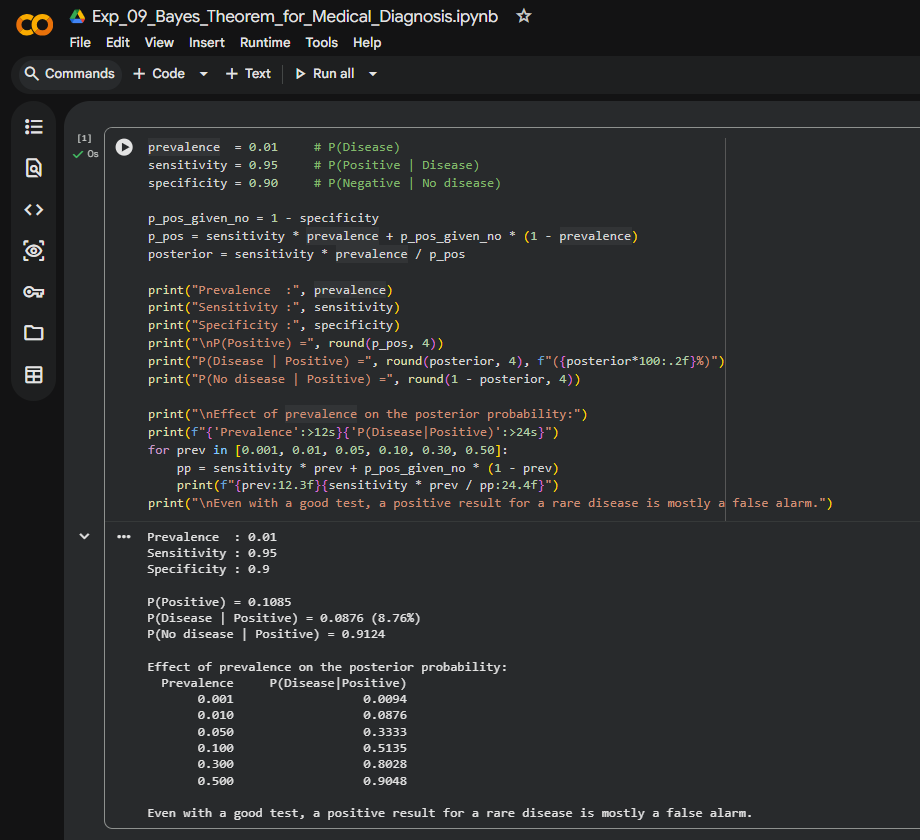 Exp_09_Bayes_Theorem_for_Medical_Diagnosis.ipynb
File Edit View Insert Runtime Tools Help
Commands + Code + Text Run all
[1]
0s
prevalence  = 0.01     # P(Disease)
sensitivity = 0.95     # P(Positive | Disease)
specificity = 0.90     # P(Negative | No disease)

p_pos_given_no = 1 - specificity
p_pos = sensitivity * prevalence + p_pos_given_no * (1 - prevalence)
posterior = sensitivity * prevalence / p_pos

print("Prevalence  :", prevalence)
print("Sensitivity :", sensitivity)
print("Specificity :", specificity)
print("\nP(Positive) =", round(p_pos, 4))
print("P(Disease | Positive) =", round(posterior, 4), f"({posterior*100:.2f}%)")
print("P(No disease | Positive) =", round(1 - posterior, 4))

print("\nEffect of prevalence on the posterior probability:")
print(f"{'Prevalence':>12s}{'P(Disease|Positive)':>24s}")
for prev in [0.001, 0.01, 0.05, 0.10, 0.30, 0.50]:
    pp = sensitivity * prev + p_pos_given_no * (1 - prev)
    print(f"{prev:12.3f}{sensitivity * prev / pp:24.4f}")
print("\nEven with a good test, a positive result for a rare disease is mostly a false alarm.")
Prevalence  : 0.01
Sensitivity : 0.95
Specificity : 0.9

P(Positive) = 0.1085
P(Disease | Positive) = 0.0876 (8.76%)
P(No disease | Positive) = 0.9124

Effect of prevalence on the posterior probability:
  Prevalence     P(Disease|Positive)
       0.001                  0.0094
       0.010                  0.0876
       0.050                  0.3333
       0.100                  0.5135
       0.300                  0.8028
       0.500                  0.9048

Even with a good test, a positive result for a rare disease is mostly a false alarm.